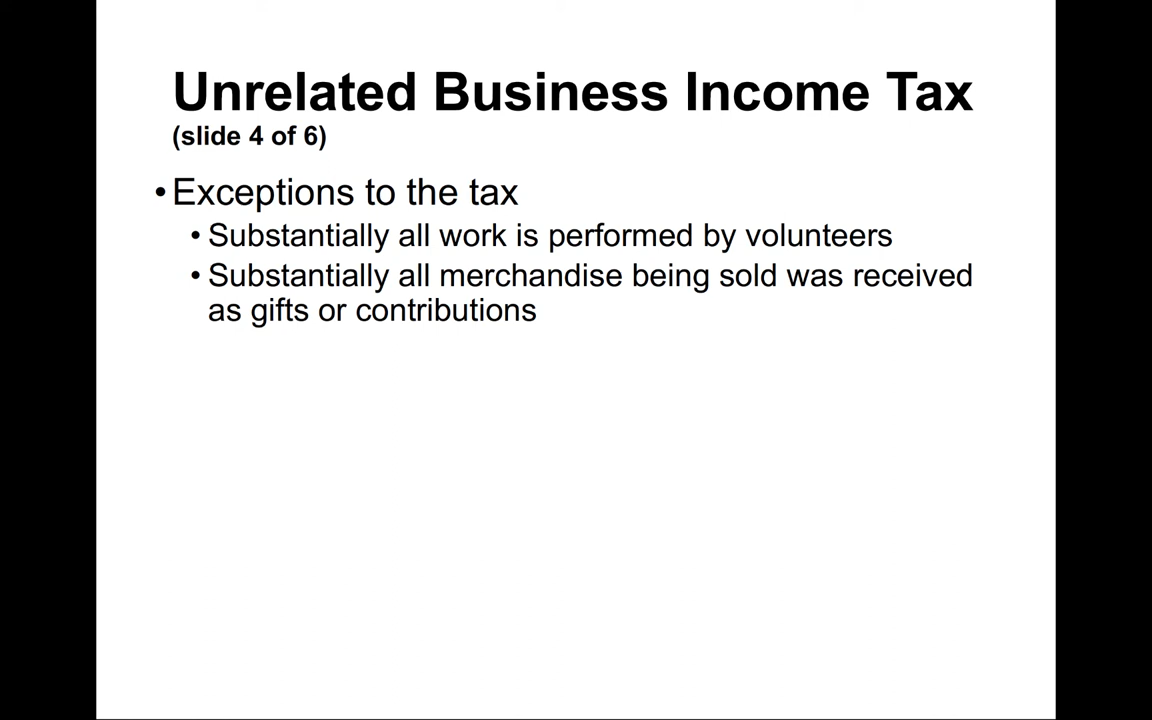 Unrelated Business Income Tax
(slide 4 of 6)
•Exceptions to the tax
•Substantially all work is performed by volunteers
•Substantially all merchandise being sold was received
as gifts or contributions